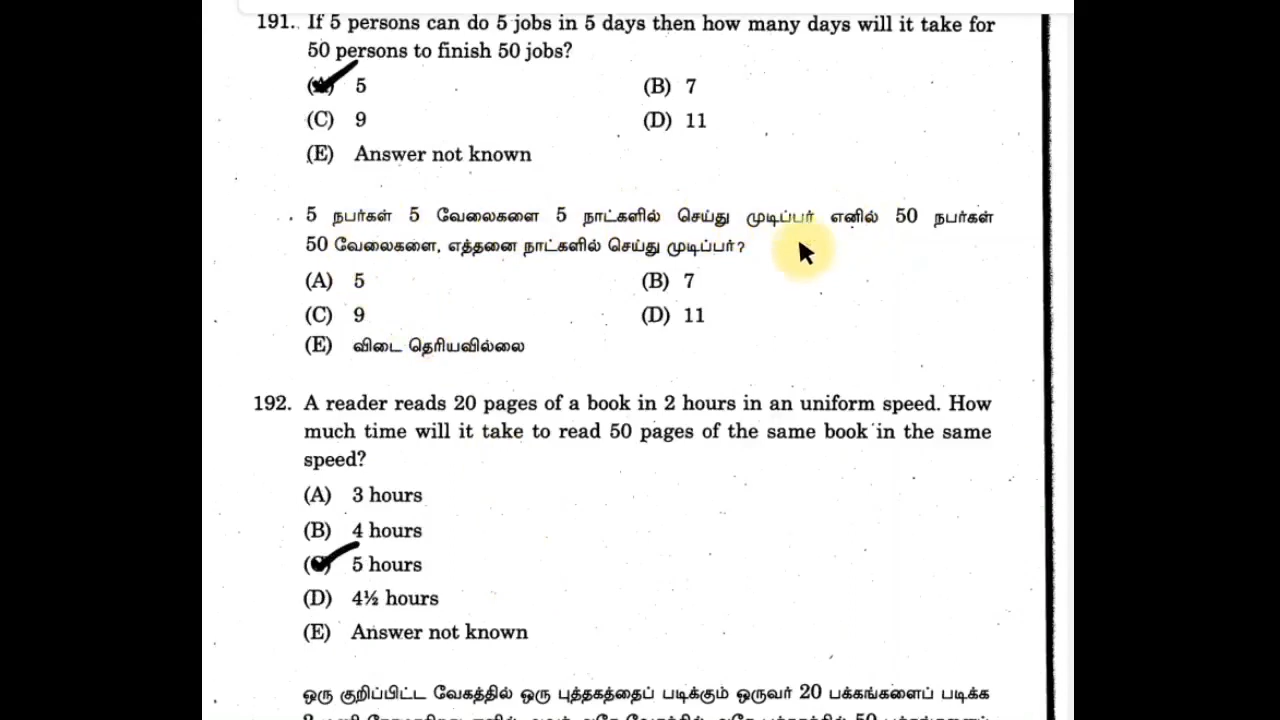 191. If 5 persons can do 5 jobs in 5 days then how many days will it take for
50 persons to finish 50 jobs?
(A) 5 (B) 7
(C) 9 (D) 11
(E) Answer not known
5 நபர்கள் 5 வேலைகளை 5 நாட்களில் செய்து முடிப்பர் எனில் 50 நபர்கள்
50 வேலைகளை, எத்தனை நாட்களில் செய்து முடிப்பர்?
(A) 5 (B) 7
(C) 9 (D) 11
(E) விடை தெரியவில்லை
192. A reader reads 20 pages of a book in 2 hours in an uniform speed. How
much time will it take to read 50 pages of the same book in the same
speed?
(A) 3 hours
(B) 4 hours
(C) 5 hours
(D) 4½ hours
(E) Answer not known
ஒரு குறிப்பிட்ட வேகத்தில் ஒரு புத்தகத்தைப் படிக்கும் ஒருவர் 20 பக்கங்களைப் படிக்க